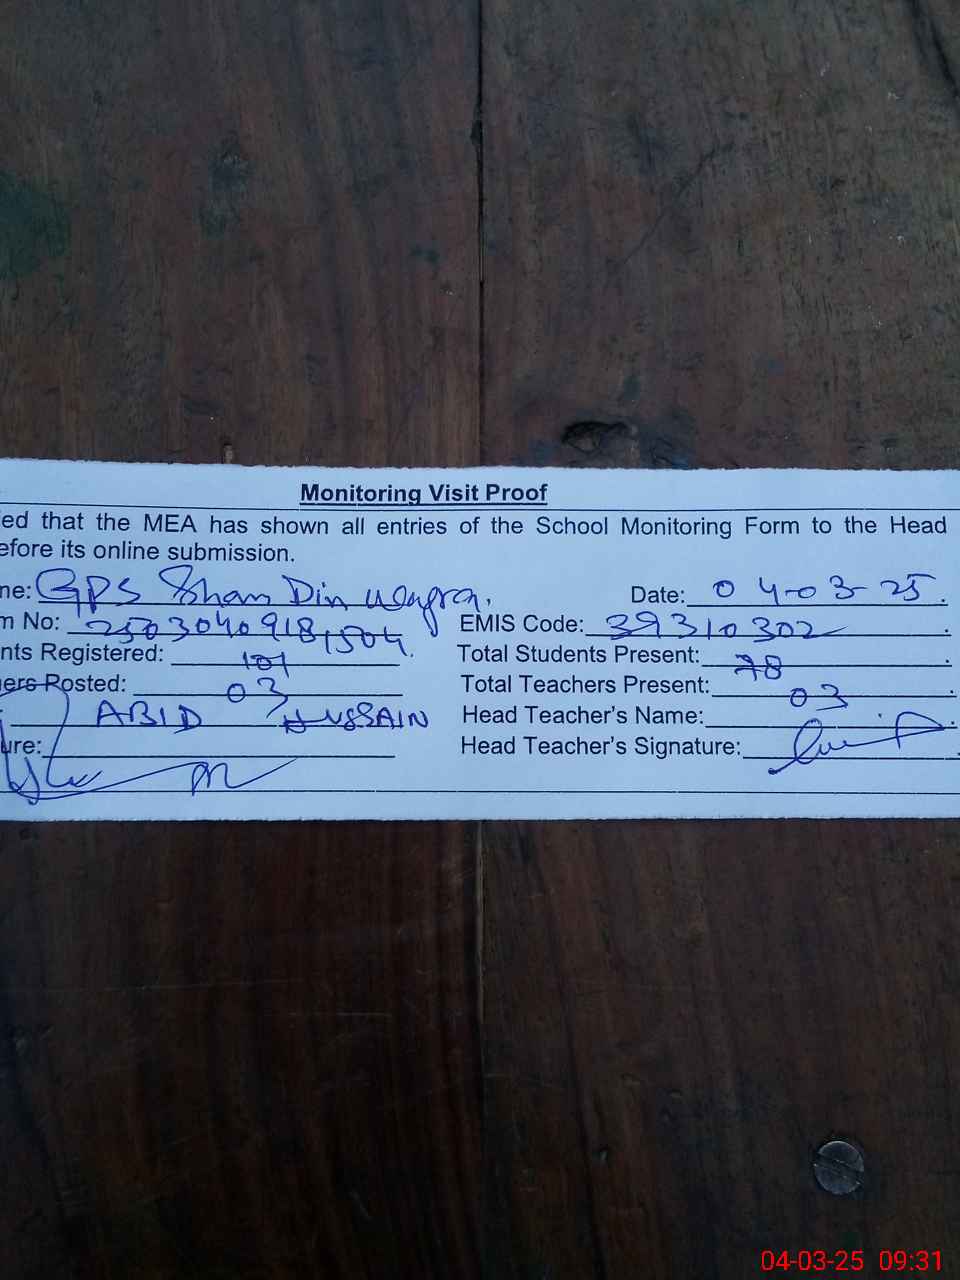 Monitoring Visit Proof
ed that the MEA has shown all entries of the School Monitoring Form to the Head
efore its online submission.
ne: GPS Sham Din Date: 04-03-25.
m No: 25030409181504. EMIS Code: 39310302.
nts Registered: 101. Total Students Present: 78.
ers Posted: 03 Total Teachers Present: 03.
ABID HUSSAIN Head Teacher's Name:
ure: Head Teacher's Signature:
04-03-25 09:31